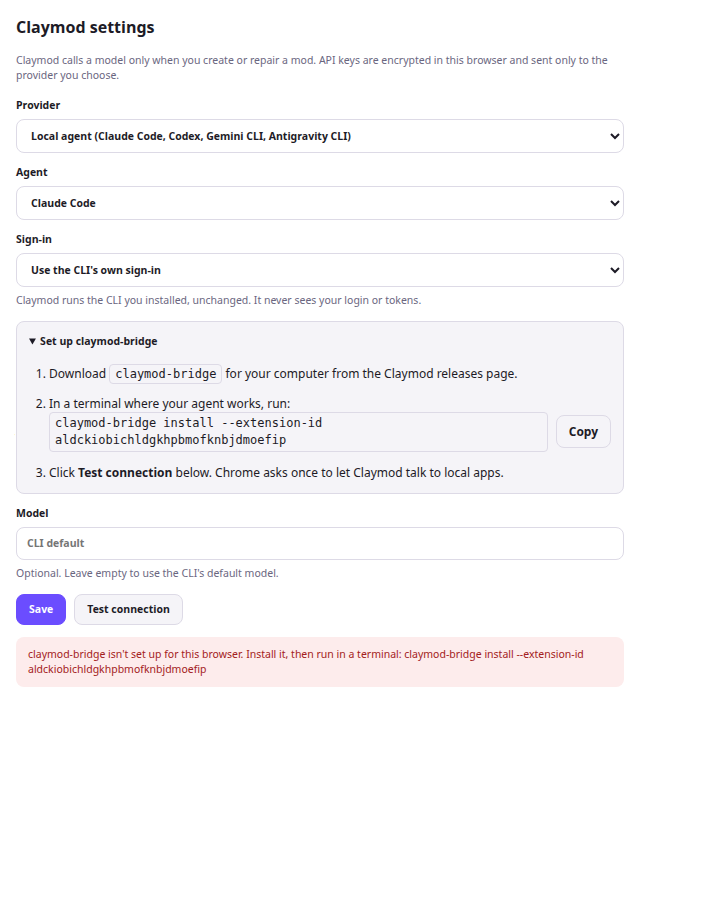 Claymod settings
Claymod calls a model only when you create or repair a mod. API keys are encrypted in this browser and sent only to the
provider you choose.
Provider
Local agent (Claude Code, Codex, Gemini CLI, Antigravity CLI)
Agent
Claude Code
Sign-in
Use the CLI's own sign-in
Claymod runs the CLI you installed, unchanged. It never sees your login or tokens.
▼ Set up claymod-bridge
1. Download claymod-bridge for your computer from the Claymod releases page.
2. In a terminal where your agent works, run:
claymod-bridge install --extension-id
aldckiobichldgkhpbmofknbjdmoefip
Copy
3. Click Test connection below. Chrome asks once to let Claymod talk to local apps.
Model
CLI default
Optional. Leave empty to use the CLI's default model.
Save
Test connection
claymod-bridge isn't set up for this browser. Install it, then run in a terminal: claymod-bridge install --extension-id
aldckiobichldgkhpbmofknbjdmoefip